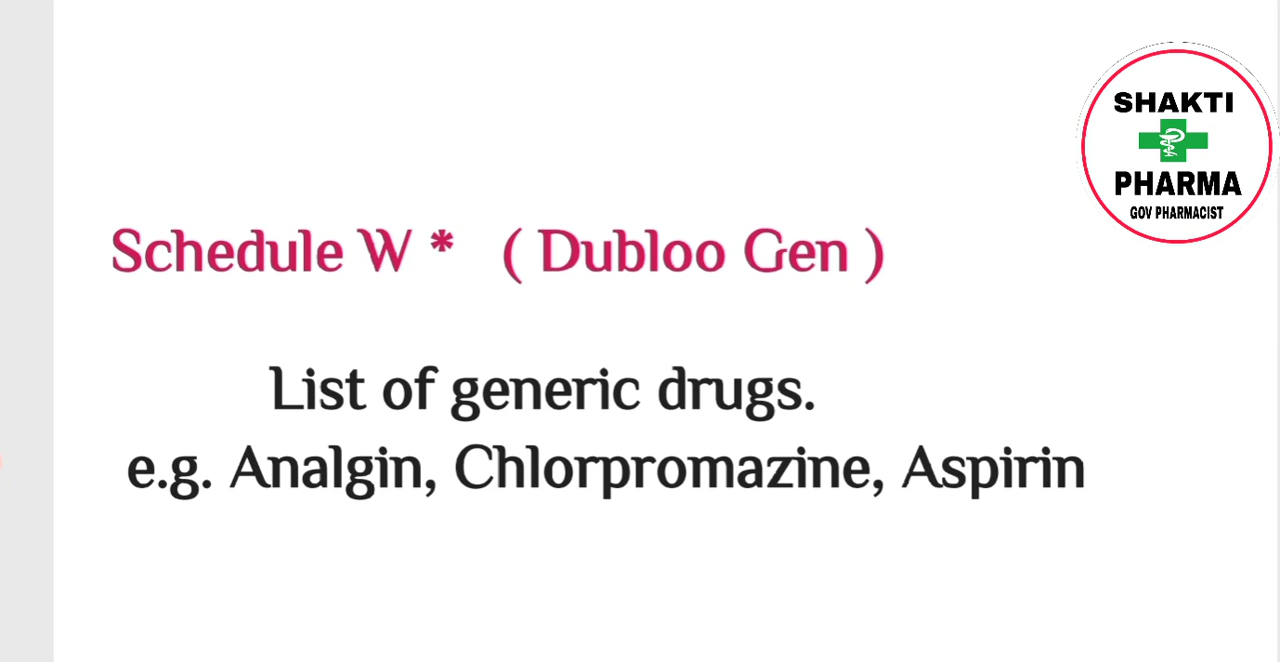 SHAKTI
PHARMA
GOV PHARMACIST
Schedule W * ( Dubloo Gen )
List of generic drugs.
e.g. Analgin, Chlorpromazine, Aspirin